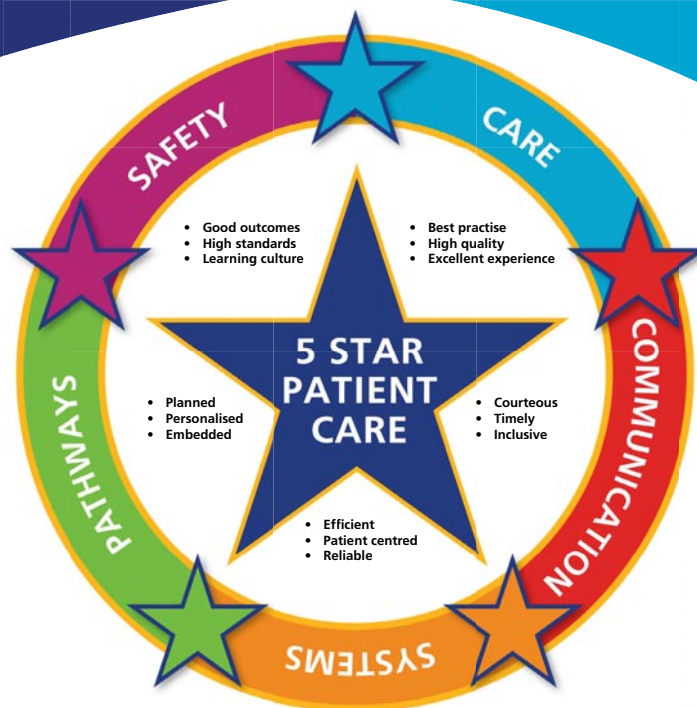 SAFETY
CARE
• Good outcomes
• High standards
• Learning culture
• Best practise
• High quality
• Excellent experience
5 STAR
PATIENT
CARE
• Planned
• Personalised
• Embedded
• Courteous
• Timely
• Inclusive
• Efficient
• Patient centred
• Reliable
PATHWAYS
COMMUNICATION
SYSTEMS